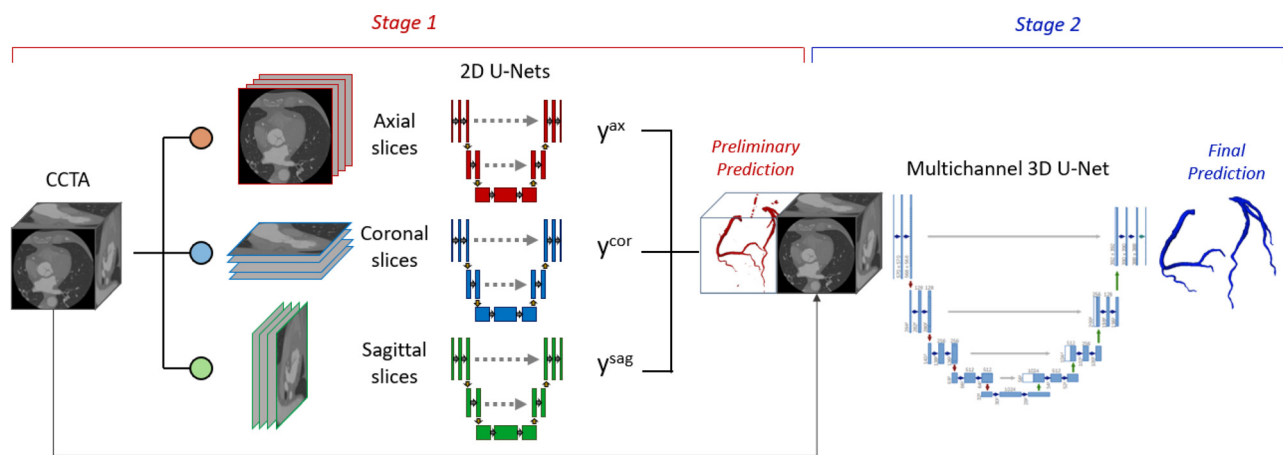 Stage 1
Stage 2
2D U-Nets
CCTA
Axial
slices
y^ax
Coronal
slices
y^cor
Sagittal
slices
y^sag
Preliminary
Prediction
Multichannel 3D U-Net
Final
Prediction